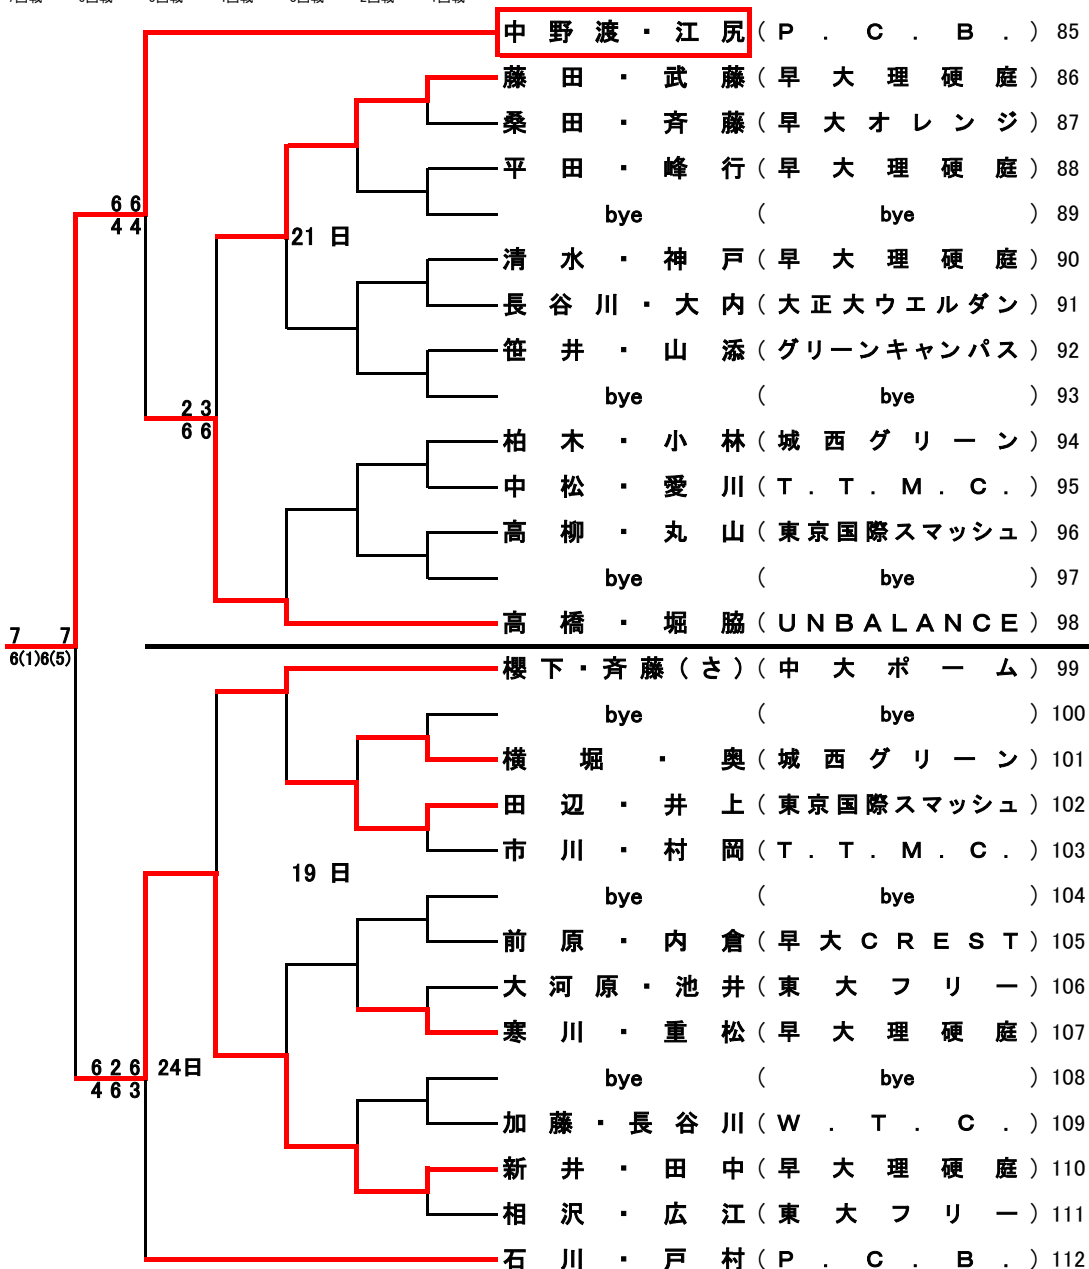 中野渡・江尻(P.C.B.) 85
藤田・武藤(早大理硬庭) 86
桑田・斉藤(早大オレンジ) 87
平田・峰行(早大理硬庭) 88
6 6
4 4
bye(bye) 89
21 日
清水・神戸(早大理硬庭) 90
長谷川・大内(大正大ウエルダン) 91
笹井・山添(グリーンキャンパス) 92
bye(bye) 93
2 3
6 6
柏木・小林(城西グリーン) 94
中松・愛川(T.T.M.C.) 95
高柳・丸山(東京国際スマッシュ) 96
bye(bye) 97
高橋・堀脇(UNBALANCE) 98
7 7
6(1)6(5)
櫻下・斉藤(さ)(中大ポーム) 99
bye(bye) 100
横堀・奥(城西グリーン) 101
田辺・井上(東京国際スマッシュ) 102
市川・村岡(T.T.M.C.) 103
19 日
bye(bye) 104
前原・内倉(早大CREST) 105
大河原・池井(東大フリー) 106
寒川・重松(早大理硬庭) 107
6 2 6 24日
4 6 3
bye(bye) 108
加藤・長谷川(W.T.C.) 109
新井・田中(早大理硬庭) 110
相沢・広江(東大フリー) 111
石川・戸村(P.C.B.) 112